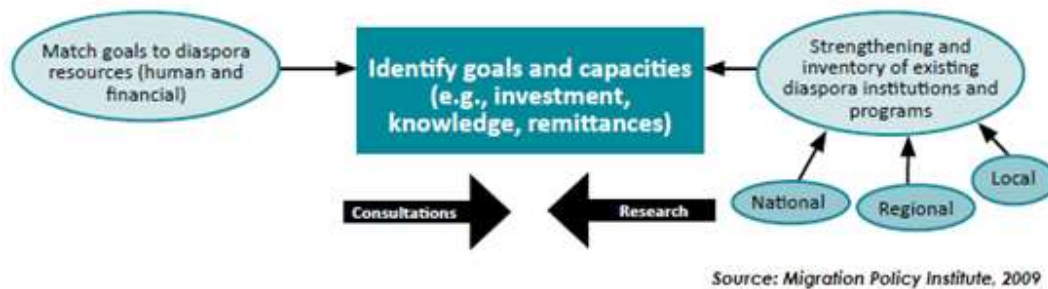 Match goals to diaspora
resources (human and
financial)
Identify goals and capacities
(e.g., investment,
knowledge, remittances)
Strengthening and
inventory of existing
diaspora institutions and
programs
National
Regional
Local
Consultations
Research
Source: Migration Policy Institute, 2009